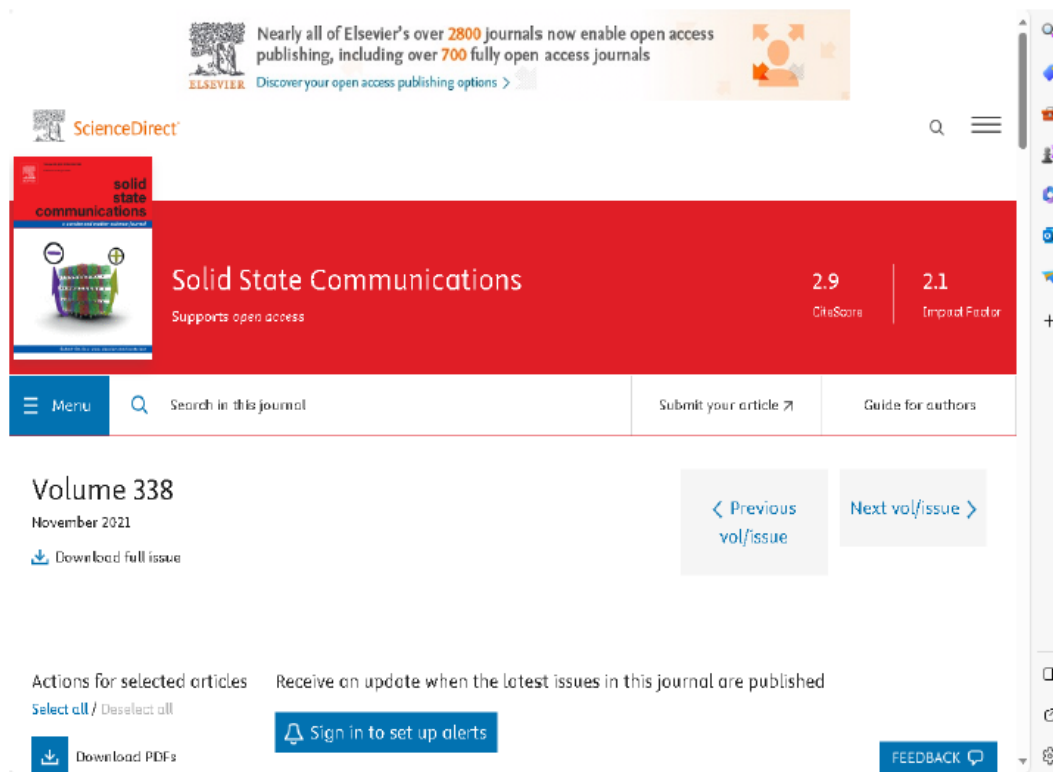 Nearly all of Elsevier's over 2800 journals now enable open access
publishing, including over 700 fully open access journals
ELSEVIER
Discover your open access publishing options >
ScienceDirect
solid
state
communications
Solid State Communications
Supports open access
2.9
CiteScore
2.1
Impact Factor
Menu
Search in this journal
Submit your article
Guide for authors
Volume 338
November 2021
Download full issue
Previous
vol/issue
Next vol/issue
Actions for selected articles
Select all / Deselect all
Download PDFs
Receive an update when the latest issues in this journal are published
Sign in to set up alerts
FEEDBACK